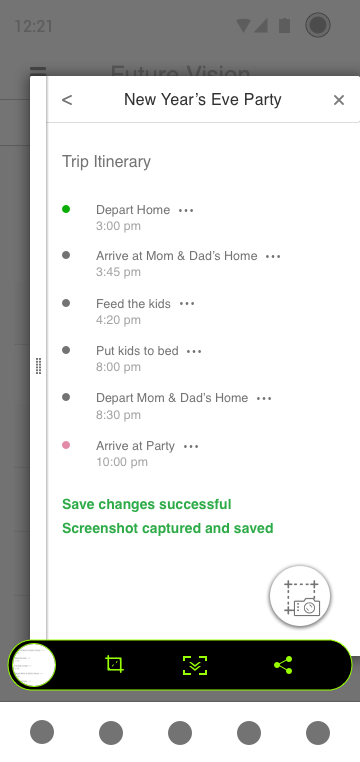 12:21
Future Vision
< New Year’s Eve Party ×
Trip Itinerary
Depart Home •••
3:00 pm
Arrive at Mom & Dad’s Home •••
3:45 pm
Feed the kids •••
4:20 pm
Put kids to bed •••
8:00 pm
Depart Mom & Dad’s Home •••
8:30 pm
Arrive at Party •••
10:00 pm
Save changes successful
Screenshot captured and saved